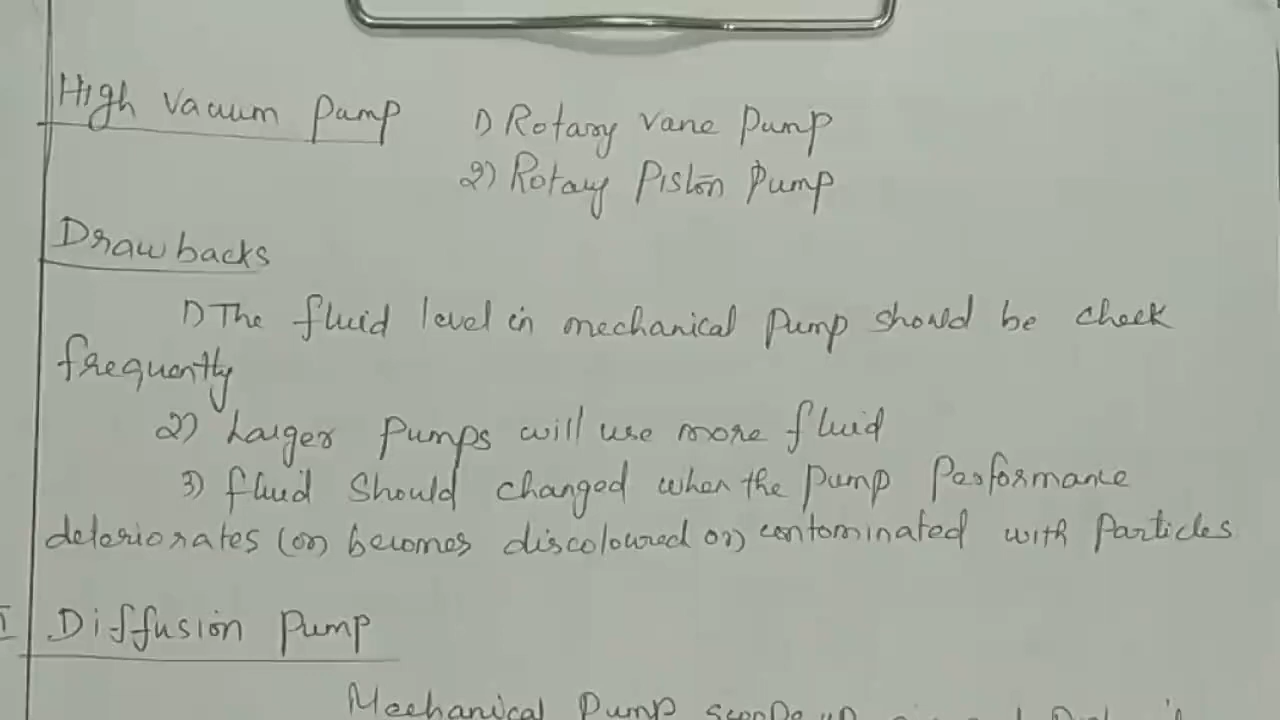 High Vacuum Pump 1) Rotary vane Pump
2) Rotary Piston Pump
Drawbacks
1) The fluid level in mechanical Pump should be check
frequently
2) Larger Pumps will use more fluid
3) fluid should changed when the pump Performance
deteriorates (or) becomes discoloured or) contaminated with Particles
Diffusion Pump
Mechanical Pump